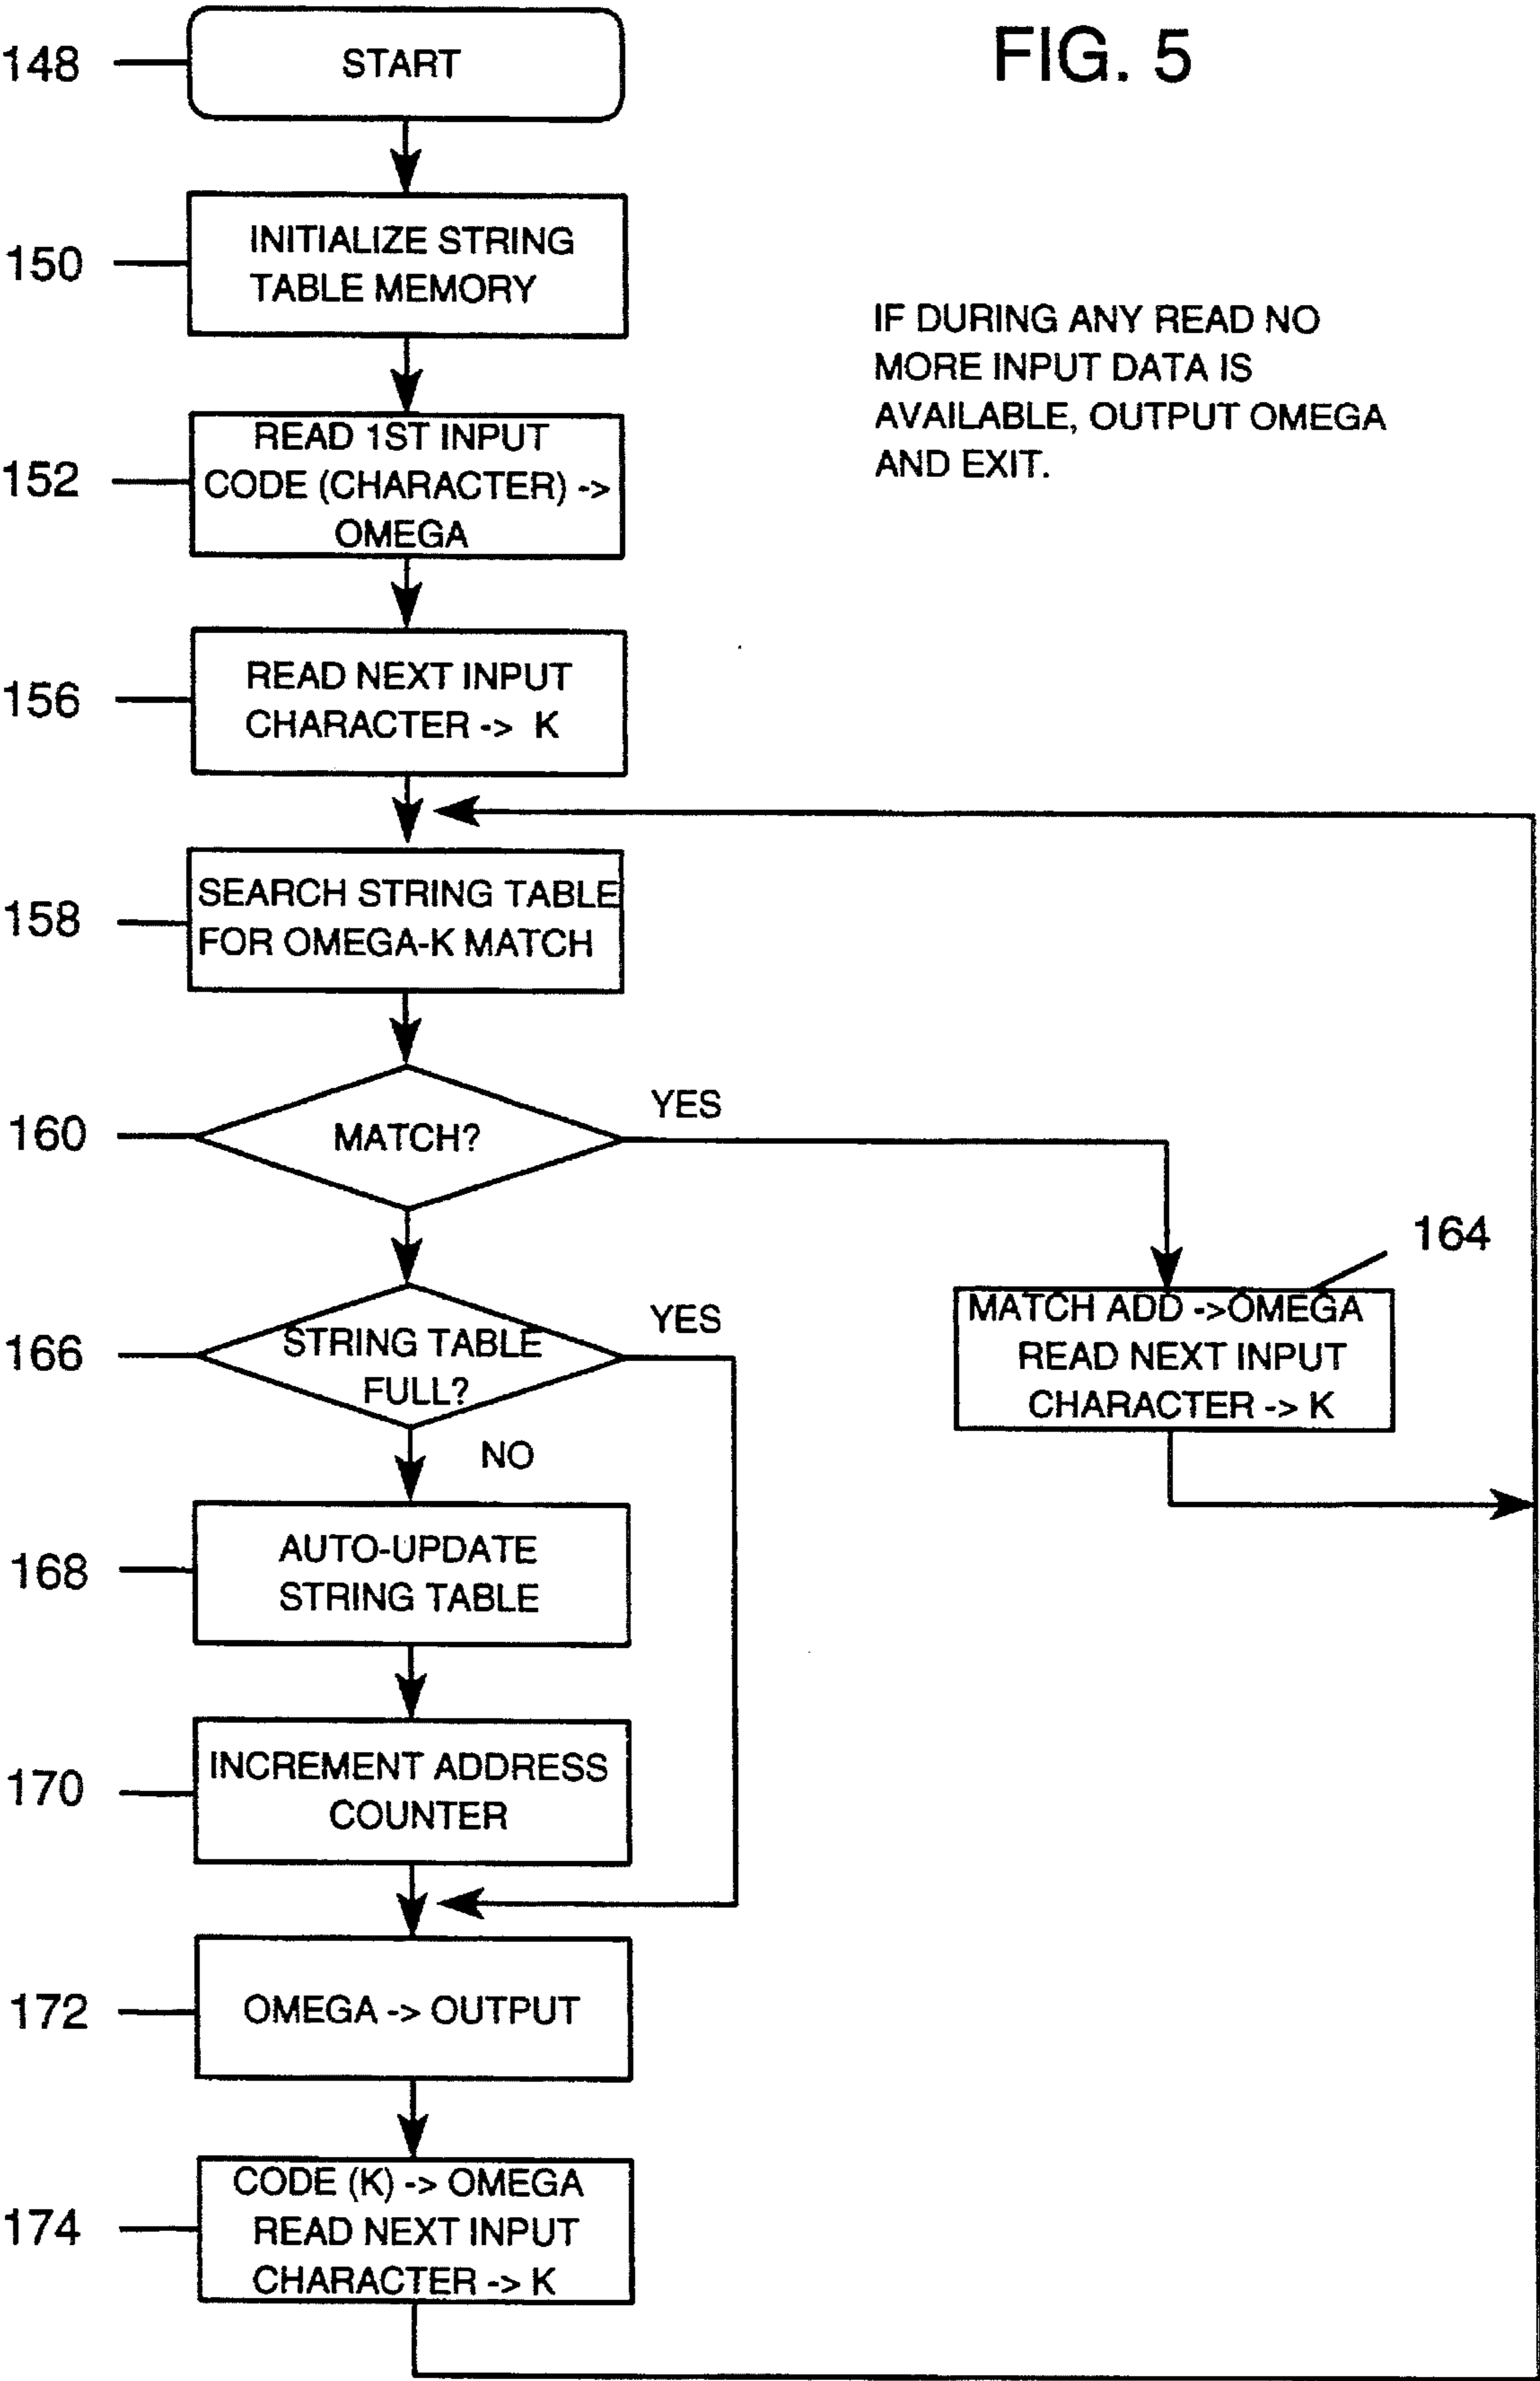 FIG. 5
148
START
150
INITIALIZE STRING
TABLE MEMORY
IF DURING ANY READ NO
MORE INPUT DATA IS
AVAILABLE, OUTPUT OMEGA
AND EXIT.
152
READ 1ST INPUT
CODE (CHARACTER) ->
OMEGA
156
READ NEXT INPUT
CHARACTER -> K
158
SEARCH STRING TABLE
FOR OMEGA-K MATCH
160
MATCH?
YES
164
MATCH ADD ->OMEGA
READ NEXT INPUT
CHARACTER -> K
166
STRING TABLE
FULL?
YES
NO
168
AUTO-UPDATE
STRING TABLE
170
INCREMENT ADDRESS
COUNTER
172
OMEGA -> OUTPUT
174
CODE (K) -> OMEGA
READ NEXT INPUT
CHARACTER -> K